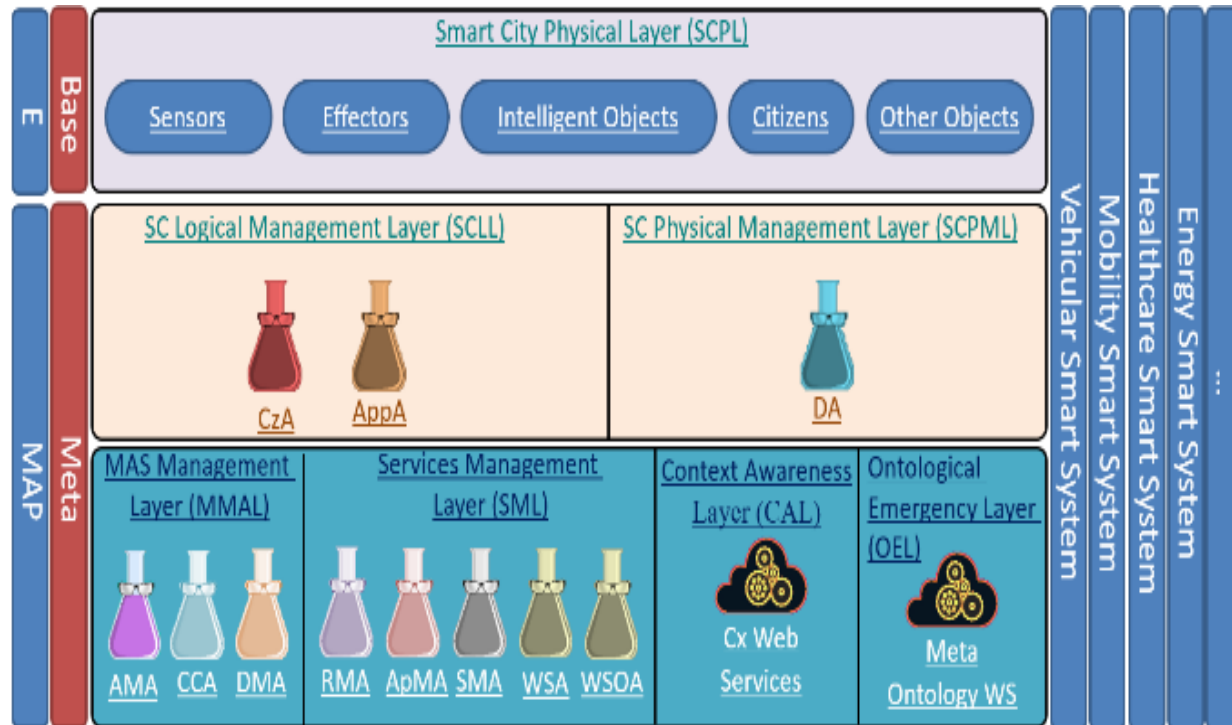 Smart City Physical Layer (SCPL)
Sensors
Effectors
Intelligent Objects
Citizens
Other Objects
E
Base
SC Logical Management Layer (SCLL)
CzA
AppA
SC Physical Management Layer (SCPML)
DA
MAP
Meta
MAS Management
Layer (MMAL)
AMA
CCA
DMA
Services Management
Layer (SML)
RMA
ApMA
SMA
WSA
WSOA
Context Awareness
Layer (CAL)
Cx Web
Services
Ontological
Emergency Layer
(OEL)
Meta
Ontology WS
Vehicular Smart System
Mobility Smart System
Healthcare Smart System
Energy Smart System
...